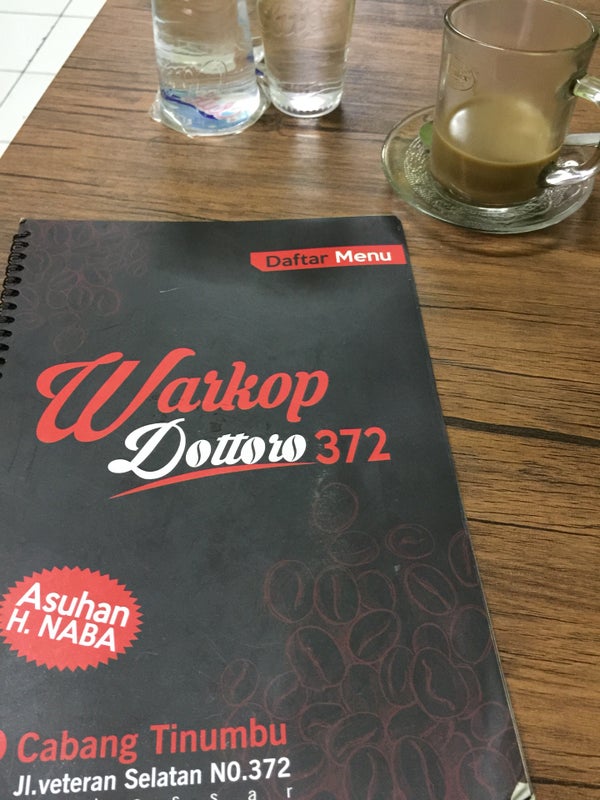 Daftar Menu
Warkop
Dottoro 372
Asuhan
H. NABA
Cabang Tinumbu
Jl.veteran Selatan NO.372